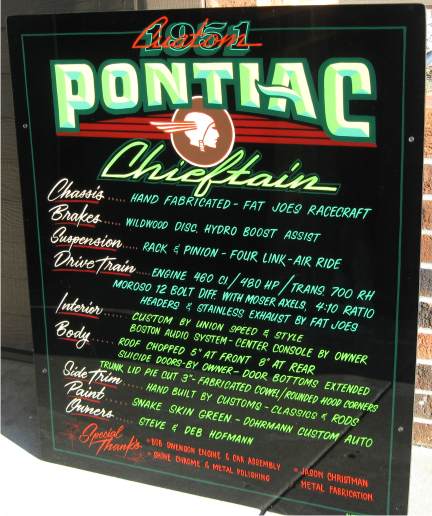 1951
Custom
PONTIAC
Chieftain
Chassis.... HAND FABRICATED - FAT JOES RACECRAFT
Brakes..... WILDWOOD DISC, HYDRO BOOST ASSIST
Suspension..... RACK & PINION - FOUR LINK - AIR RIDE
Drive Train.... ENGINE 460 CI / 480 HP / TRANS. 700 RH
MOROSO 12 BOLT DIFF. WITH MOSER AXELS, 4:10 RATIO
HEADERS & STAINLESS EXHAUST BY FAT JOES
Interior........ CUSTOM BY UNION SPEED & STYLE
BOSTON AUDIO SYSTEM - CENTER CONSOLE BY OWNER
Body..... ROOF CHOPPED 5" AT FRONT 8" AT REAR
SUICIDE DOORS - BY OWNER - DOOR BOTTOMS EXTENDED
TRUNK LID PIE CUT 3" - FABRICATED COWEL/ROUNDED HOOD CORNERS
Side Trim.... HAND BUILT BY CUSTOMS - CLASSICS & RODS
Paint..... SNAKE SKIN GREEN - DOHRMANN CUSTOM AUTO
Owners..... STEVE & DEB HOFMANN
Special Thanks
• BOB SWENDON ENGINE & CAR ASSEMBLY
• SHINE CHROME & METAL POLISHING
• JASON CHRISTMAN
METAL FABRICATION